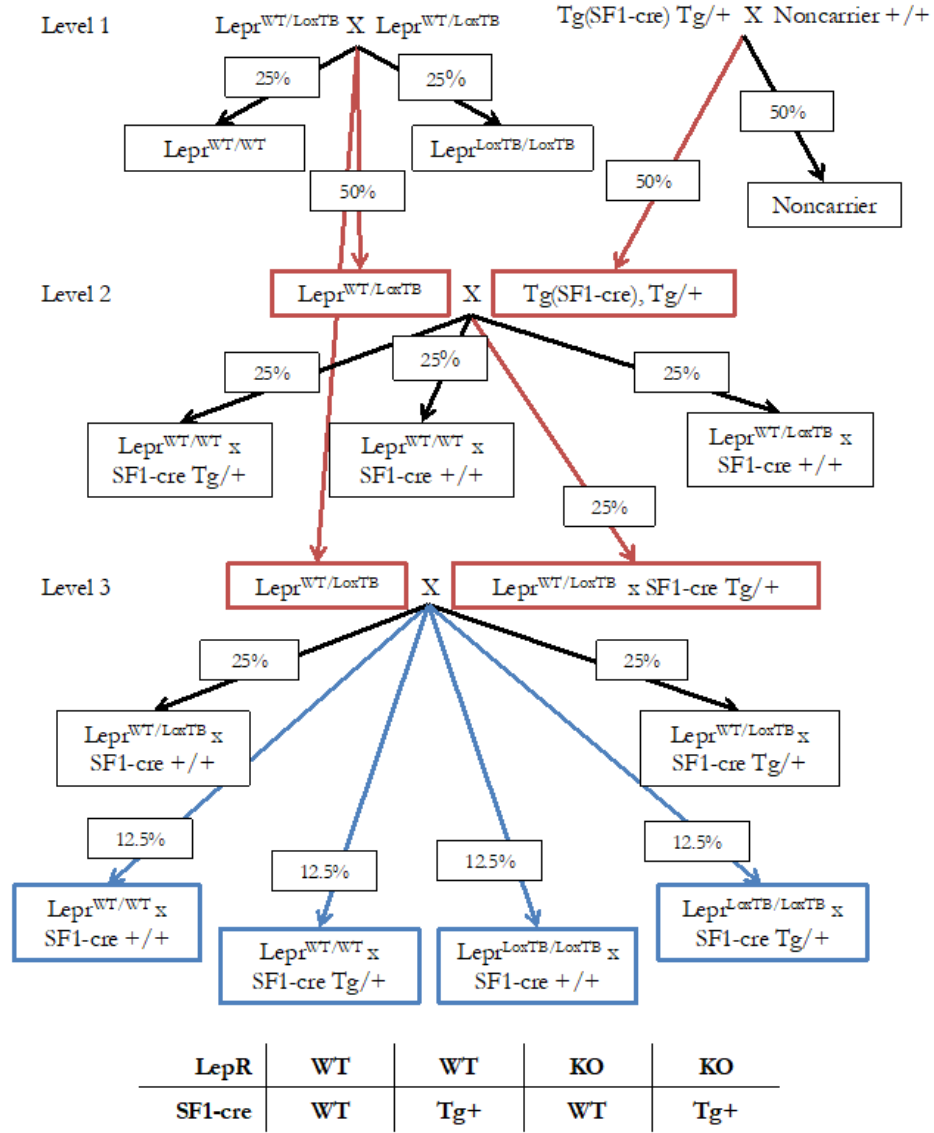 Level 1
Lepr^WT/LoxTB X Lepr^WT/LoxTB
Tg(SF1-cre) Tg/+ X Noncarrier +/+
25%
25%
50%
50%
50%
Lepr^WT/WT
Lepr^LoxTB/LoxTB
Noncarrier
Level 2
Lepr^WT/LoxTB X Tg(SF1-cre), Tg/+
25%
25%
25%
25%
Lepr^WT/WT x
SF1-cre Tg/+
Lepr^WT/WT x
SF1-cre +/+
Lepr^WT/LoxTB x
SF1-cre +/+
Level 3
Lepr^WT/LoxTB X Lepr^WT/LoxTB x SF1-cre Tg/+
25%
25%
Lepr^WT/LoxTB x
SF1-cre +/+
Lepr^WT/LoxTB x
SF1-cre Tg/+
12.5%
12.5%
12.5%
12.5%
Lepr^WT/WT x
SF1-cre +/+
Lepr^WT/WT x
SF1-cre Tg/+
Lepr^LoxTB/LoxTB x
SF1-cre +/+
Lepr^LoxTB/LoxTB x
SF1-cre Tg/+
LepR WT WT KO KO
SF1-cre WT Tg+ WT Tg+